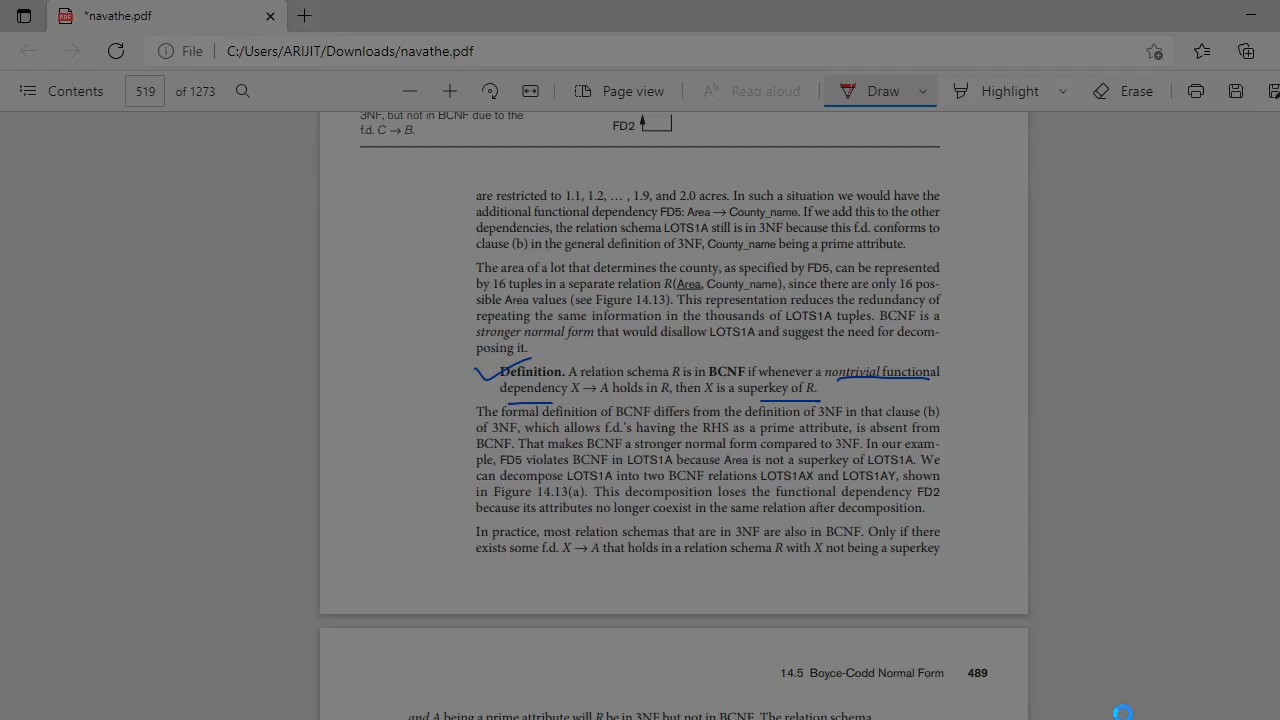 *navathe.pdf
File
C:/Users/ARIJIT/Downloads/navathe.pdf
Contents
519
of 1273
Page view
Read aloud
Draw
Highlight
Erase
3NF, but not in BCNF due to the
f.d. C → B.
FD2
are restricted to 1.1, 1.2, … , 1.9, and 2.0 acres. In such a situation we would have the
additional functional dependency FD5: Area → County_name. If we add this to the other
dependencies, the relation schema LOTS1A still is in 3NF because this f.d. conforms to
clause (b) in the general definition of 3NF, County_name being a prime attribute.
The area of a lot that determines the county, as specified by FD5, can be represented
by 16 tuples in a separate relation R(Area, County_name), since there are only 16 pos-
sible Area values (see Figure 14.13). This representation reduces the redundancy of
repeating the same information in the thousands of LOTS1A tuples. BCNF is a
stronger normal form that would disallow LOTS1A and suggest the need for decom-
posing it.
Definition. A relation schema R is in BCNF if whenever a nontrivial functional
dependency X → A holds in R, then X is a superkey of R.
The formal definition of BCNF differs from the definition of 3NF in that clause (b)
of 3NF, which allows f.d.'s having the RHS as a prime attribute, is absent from
BCNF. That makes BCNF a stronger normal form compared to 3NF. In our exam-
ple, FD5 violates BCNF in LOTS1A because Area is not a superkey of LOTS1A. We
can decompose LOTS1A into two BCNF relations LOTS1AX and LOTS1AY, shown
in Figure 14.13(a). This decomposition loses the functional dependency FD2
because its attributes no longer coexist in the same relation after decomposition.
In practice, most relation schemas that are in 3NF are also in BCNF. Only if there
exists some f.d. X → A that holds in a relation schema R with X not being a superkey
14.5 Boyce-Codd Normal Form 489
and A being a prime attribute will R be in 3NF but not in BCNF. The relation schema